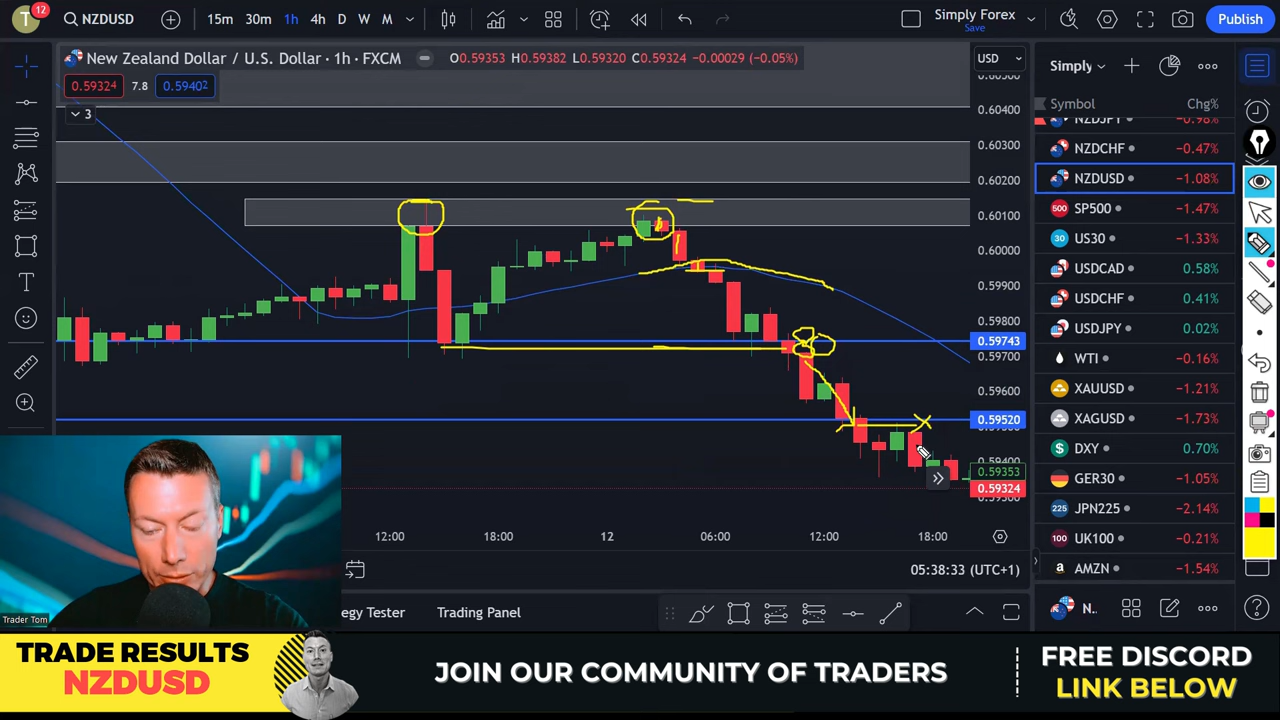 T
12
NZDUSD
15m 30m 1h 4h D W M
Simply Forex
Save
Publish
New Zealand Dollar / U.S. Dollar · 1h · FXCM
O0.59353 H0.59382 L0.59320 C0.59324 −0.00029 (−0.05%)
USD
0.59324 7.8 0.59402
3
0.60400
0.60300
0.60200
0.60100
0.60000
0.59900
0.59800
0.59743
0.59700
0.59600
0.59520
0.59400
0.59353
0.59324
12:00 18:00 12 06:00 12:00 18:00
05:38:33 (UTC+1)
egy Tester Trading Panel
Simply
Symbol Chg%
NZDJPY −0.98%
NZDCHF −0.47%
NZDUSD −1.08%
SP500 −1.47%
US30 −1.33%
USDCAD 0.58%
USDCHF 0.41%
USDJPY 0.02%
WTI −0.16%
XAUUSD −1.21%
XAGUSD −1.73%
DXY 0.70%
GER30 −1.05%
JPN225 −2.14%
UK100 −0.21%
AMZN −1.54%
N..
Trader Tom
TRADE RESULTS
NZDUSD
JOIN OUR COMMUNITY OF TRADERS
FREE DISCORD
LINK BELOW